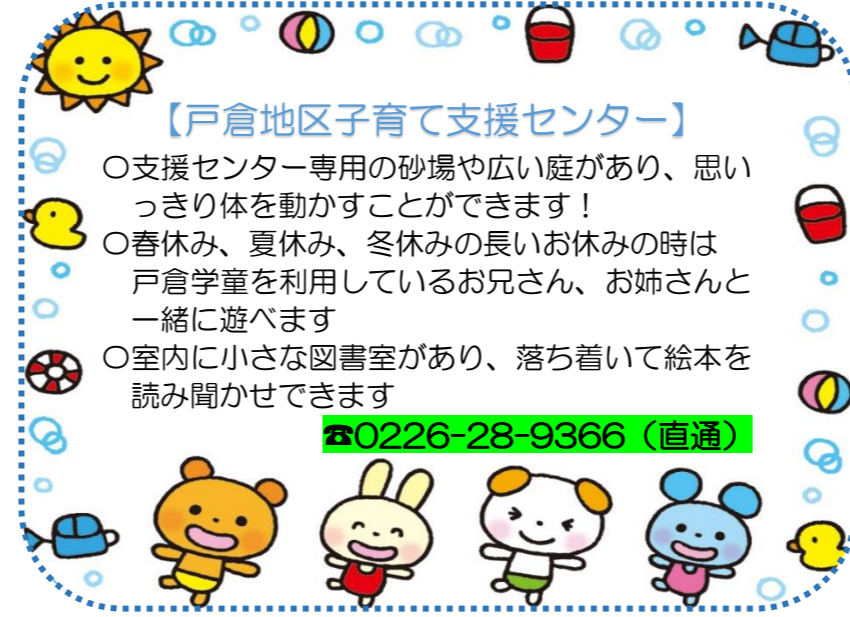 【戸倉地区子育て支援センター】
〇支援センター専用の砂場や広い庭があり、思い
っきり体を動かすことができます！
〇春休み、夏休み、冬休みの長いお休みの時は
戸倉学童を利用しているお兄さん、お姉さんと
一緒に遊べます
〇室内に小さな図書室があり、落ち着いて絵本を
読み聞かせできます
☎0226-28-9366（直通）